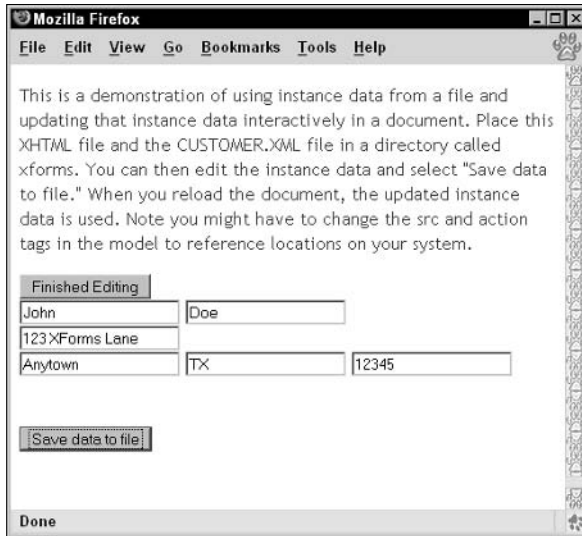 Mozilla Firefox
File Edit View Go Bookmarks Tools Help
This is a demonstration of using instance data from a file and
updating that instance data interactively in a document. Place this
XHTML file and the CUSTOMER.XML file in a directory called
xforms. You can then edit the instance data and select "Save data
to file." When you reload the document, the updated instance
data is used. Note you might have to change the src and action
tags in the model to reference locations on your system.
Finished Editing
John Doe
123 XForms Lane
Anytown TX 12345
Save data to file
Done